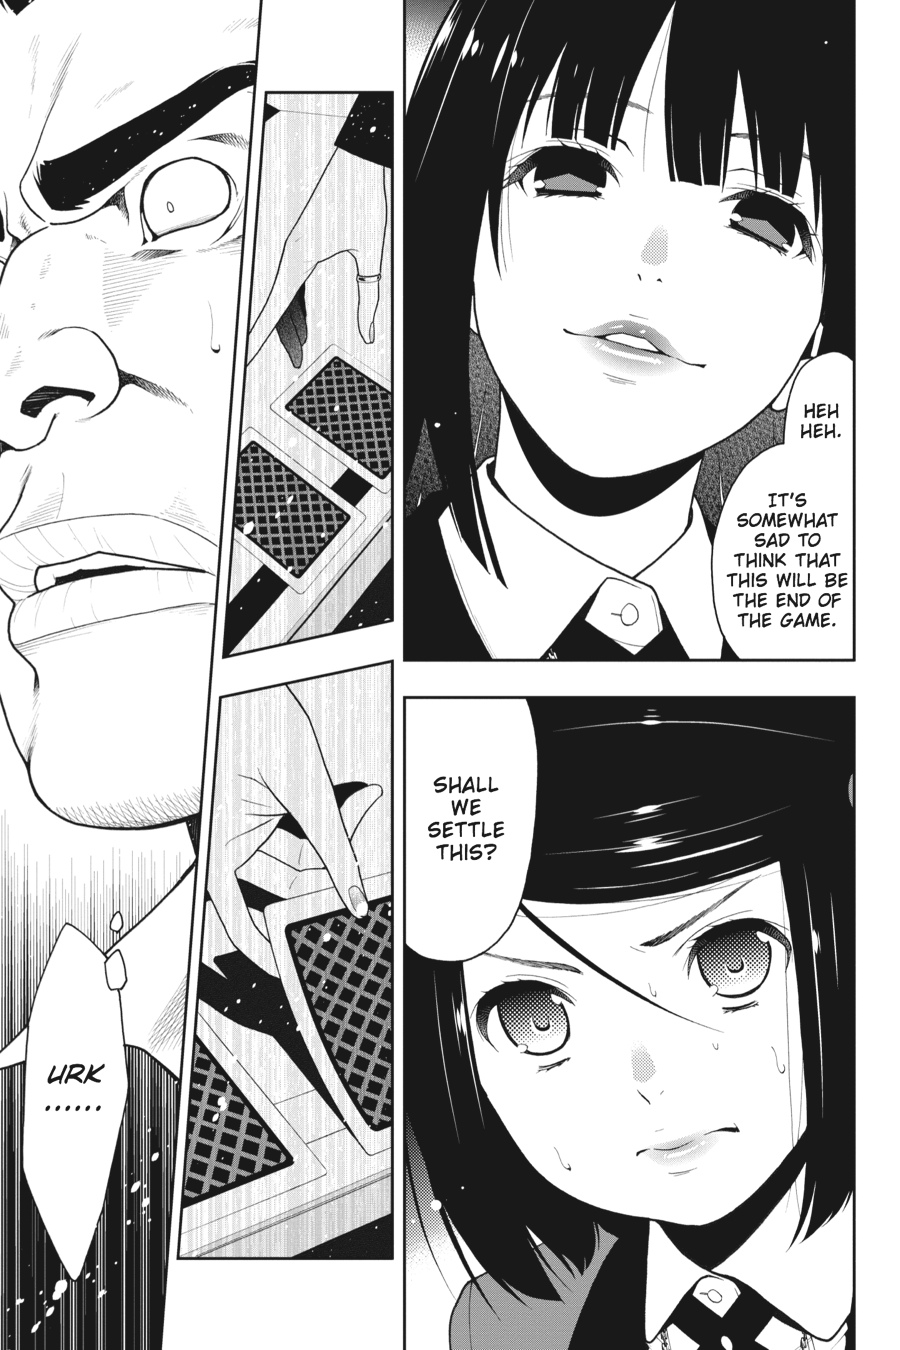 HEH
HEH.
IT'S
SOMEWHAT
SAD TO
THINK THAT
THIS WILL BE
THE END OF
THE GAME.
SHALL
WE
SETTLE
THIS?
URK
......